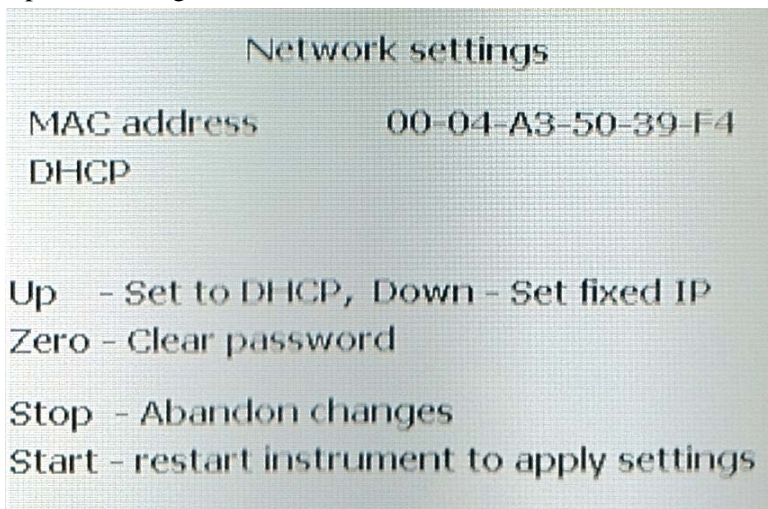 Network settings
MAC address 00-04-A3-50-39-F4
DHCP
Up - Set to DHCP, Down - Set fixed IP
Zero - Clear password
Stop - Abandon changes
Start - restart instrument to apply settings